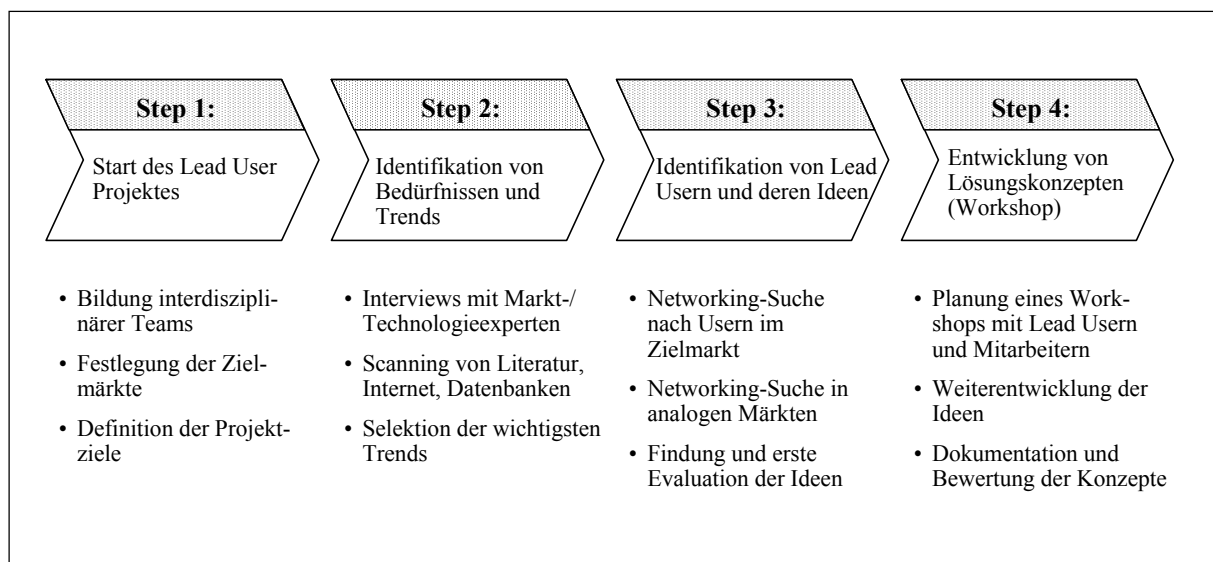 Step 1:
Start des Lead User
Projektes
• Bildung interdiszipli-
närer Teams
• Festlegung der Ziel-
märkte
• Definition der Projekt-
ziele
Step 2:
Identifikation von
Bedürfnissen und
Trends
• Interviews mit Markt-/
Technologieexperten
• Scanning von Literatur,
Internet, Datenbanken
• Selektion der wichtigsten
Trends
Step 3:
Identifikation von Lead
Usern und deren Ideen
• Networking-Suche
nach Usern im
Zielmarkt
• Networking-Suche in
analogen Märkten
• Findung und erste
Evaluation der Ideen
Step 4:
Entwicklung von
Lösungskonzepten
(Workshop)
• Planung eines Work-
shops mit Lead Usern
und Mitarbeitern
• Weiterentwicklung der
Ideen
• Dokumentation und
Bewertung der Konzepte